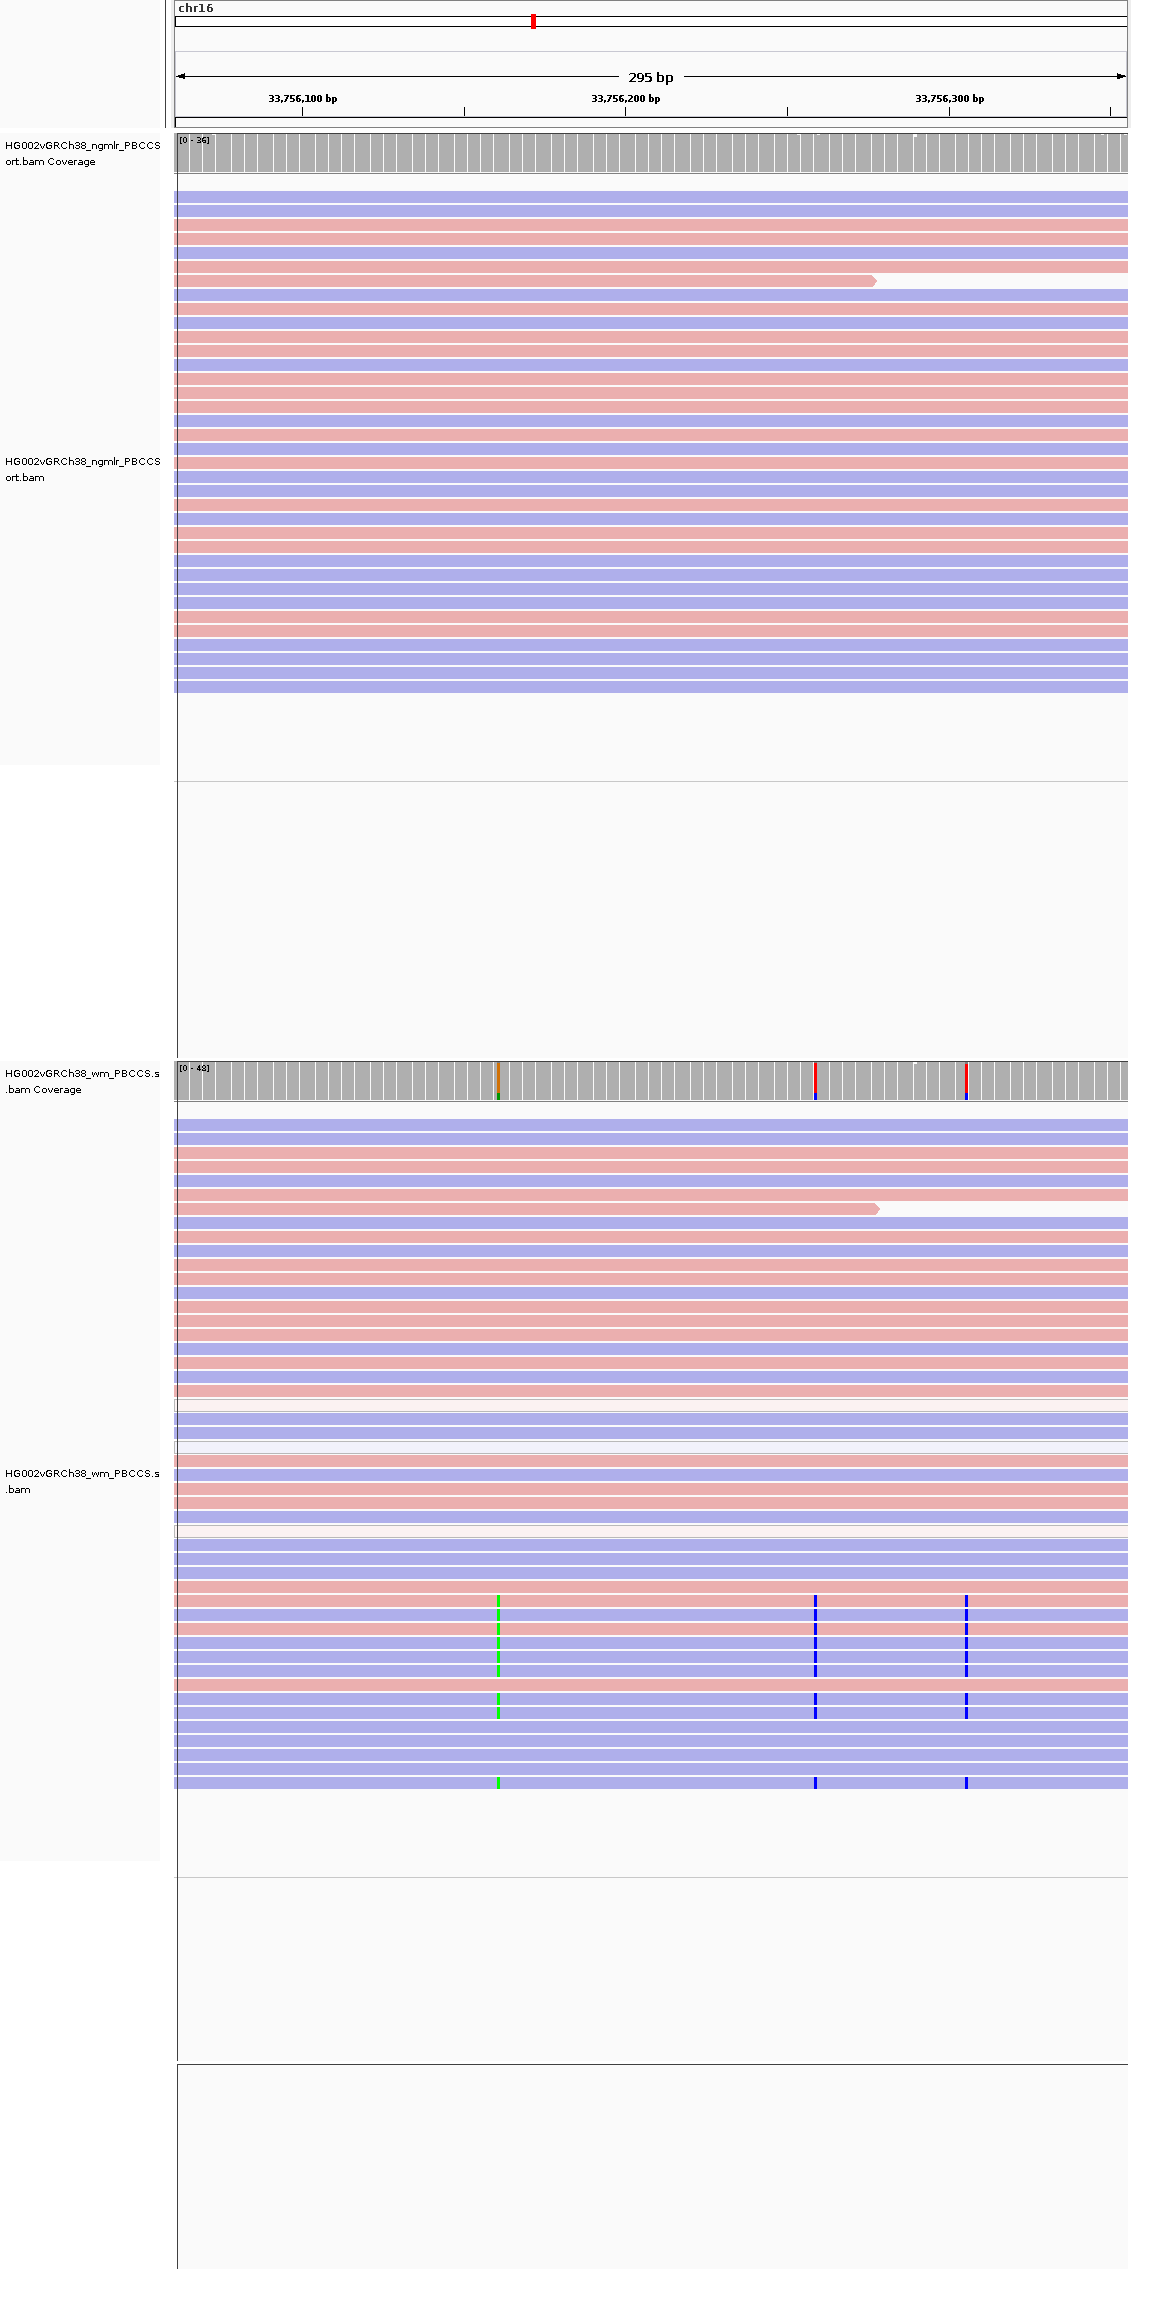 chr16
295 bp
33,756,100 bp 33,756,200 bp 33,756,300 bp
HG002vGRCh38_ngmlr_PBCCS
ort.bam Coverage
[0 - 36]
HG002vGRCh38_ngmlr_PBCCS
ort.bam
HG002vGRCh38_wm_PBCCS.s
.bam Coverage
[0 - 48]
HG002vGRCh38_wm_PBCCS.s
.bam